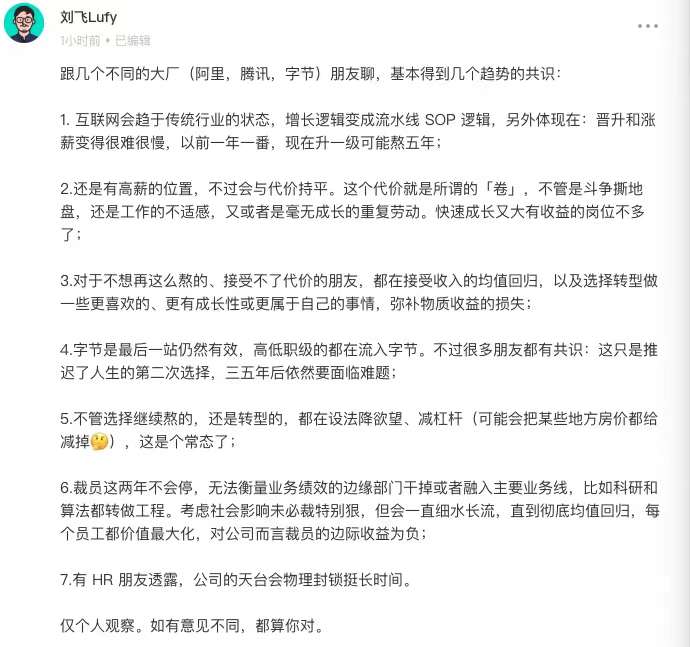 刘飞Lufy
1小时前 • 已编辑
跟几个不同的大厂（阿里，腾讯，字节）朋友聊，基本得到几个趋势的共识：
1. 互联网会趋于传统行业的状态，增长逻辑变成流水线 SOP 逻辑，另外体现在：晋升和涨
薪变得很难很慢，以前一年一番，现在升一级可能熬五年；
2.还是有高薪的位置，不过会与代价持平。这个代价就是所谓的「卷」，不管是斗争撕地
盘，还是工作的不适感，又或者是毫无成长的重复劳动。快速成长又大有收益的岗位不多
了；
3.对于不想再这么熬的、接受不了代价的朋友，都在接受收入的均值回归，以及选择转型做
一些更喜欢的、更有成长性或更属于自己的事情，弥补物质收益的损失；
4.字节是最后一站仍然有效，高低职级的都在流入字节。不过很多朋友都有共识：这只是推
迟了人生的第二次选择，三五年后依然要面临难题；
5.不管选择继续熬的，还是转型的，都在设法降欲望、减杠杆（可能会把某些地方房价都给
减掉🤔），这是个常态了；
6.裁员这两年不会停，无法衡量业务绩效的边缘部门干掉或者融入主要业务线，比如科研和
算法都转做工程。考虑社会影响未必裁特别狠，但会一直细水长流，直到彻底均值回归，每
个员工都价值最大化，对公司而言裁员的边际收益为负；
7.有 HR 朋友透露，公司的天台会物理封锁挺长时间。
仅个人观察。如有意见不同，都算你对。